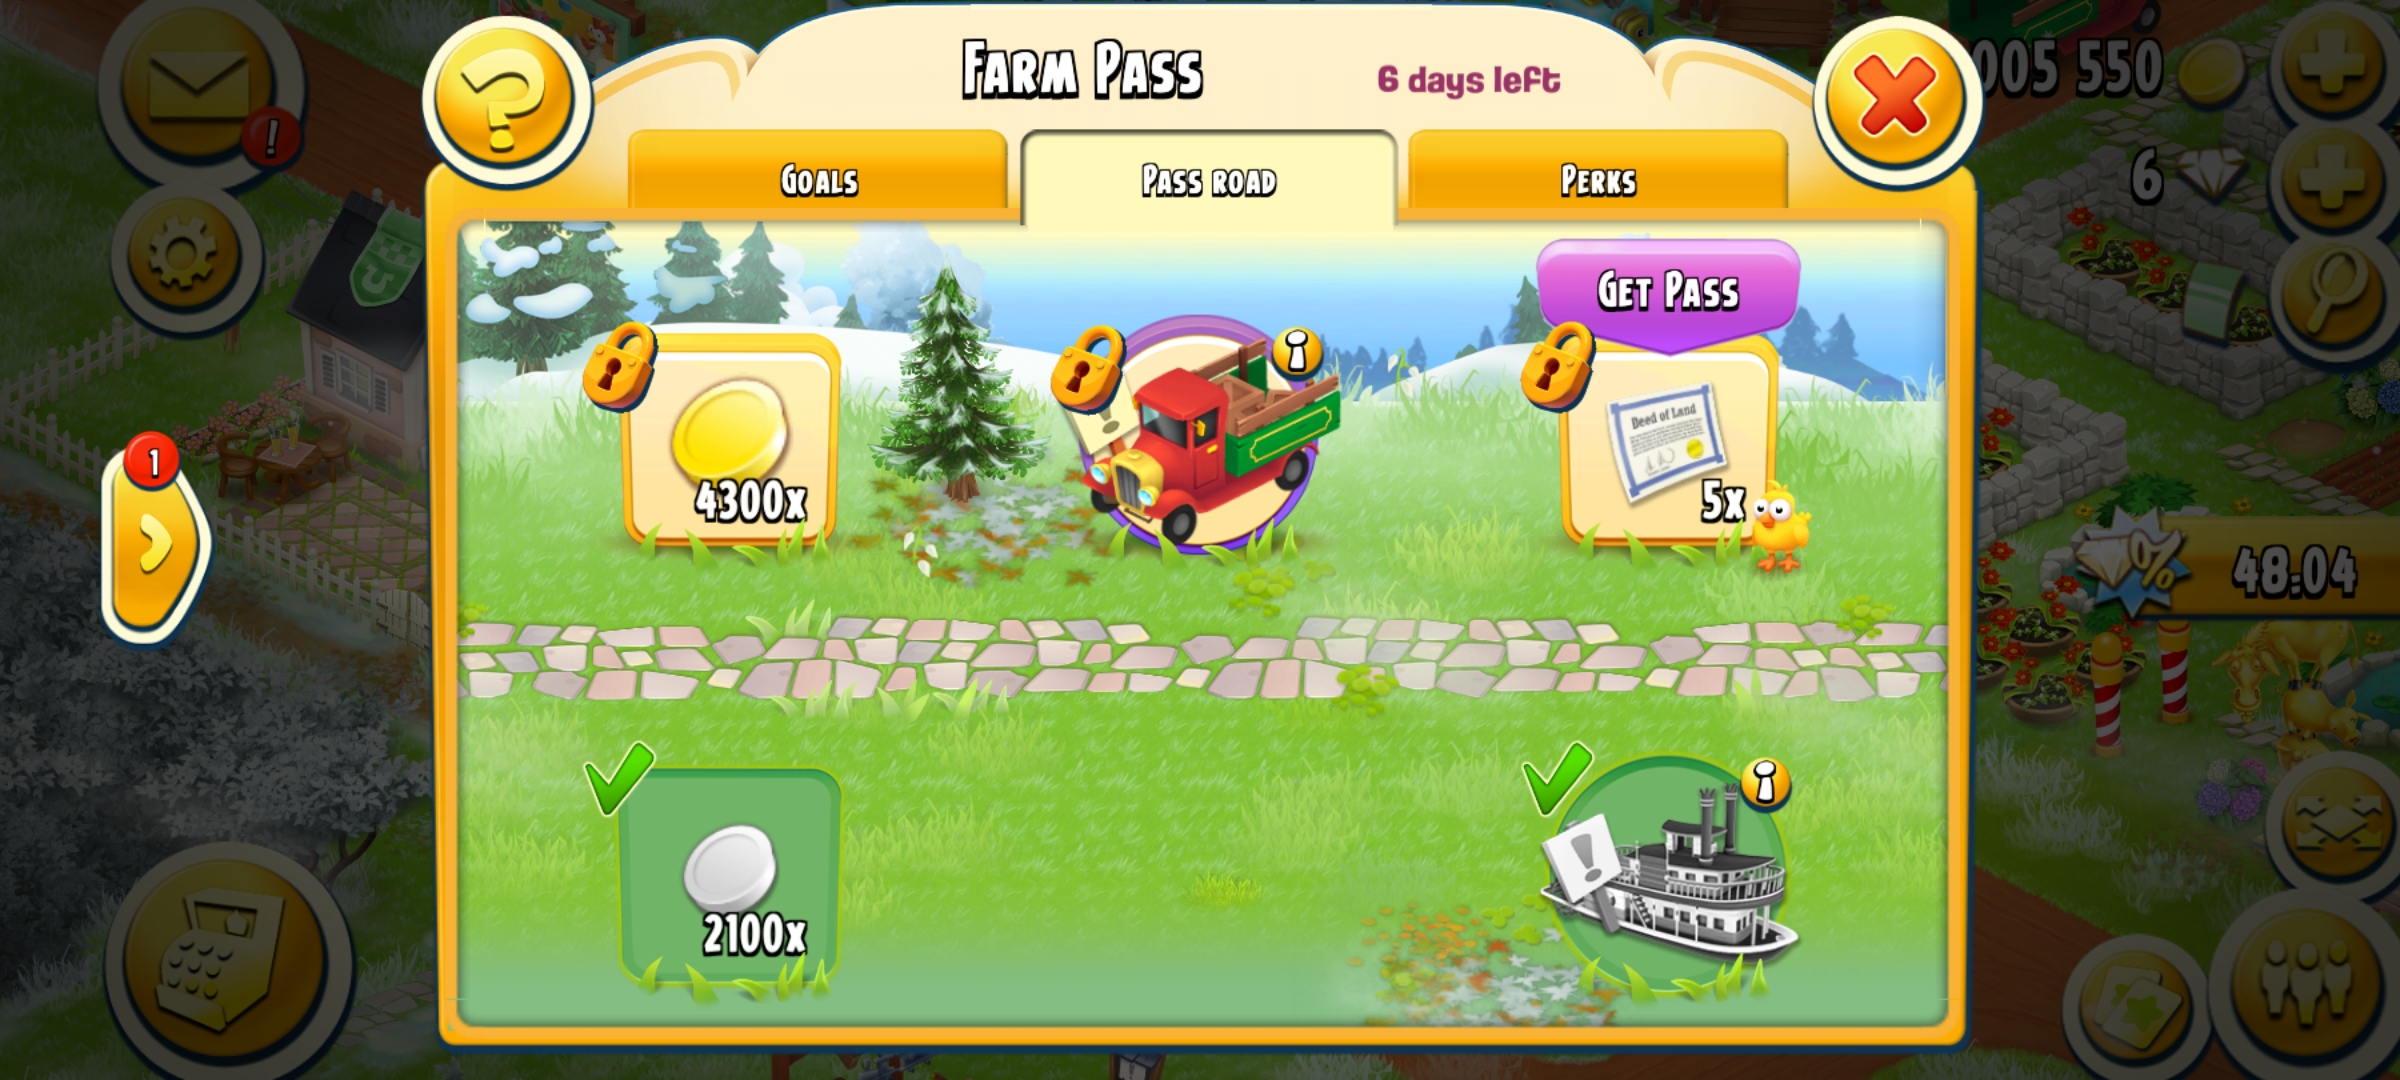 FARM PASS
6 days left
GOALS
PASS ROAD
PERKS
005 550
6
GET PASS
4300x
Deed of Land
5x
1
48:04
2100x